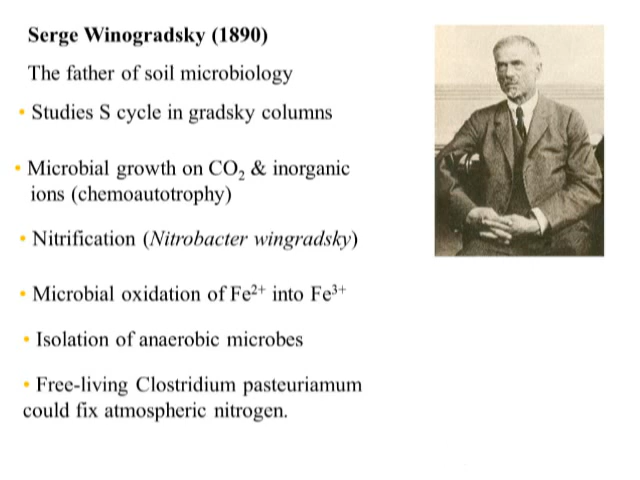 Serge Winogradsky (1890)
The father of soil microbiology
• Studies S cycle in gradsky columns
• Microbial growth on CO₂ & inorganic
ions (chemoautotrophy)
• Nitrification (Nitrobacter wingradsky)
• Microbial oxidation of Fe²⁺ into Fe³⁺
• Isolation of anaerobic microbes
• Free-living Clostridium pasteuriamum
could fix atmospheric nitrogen.